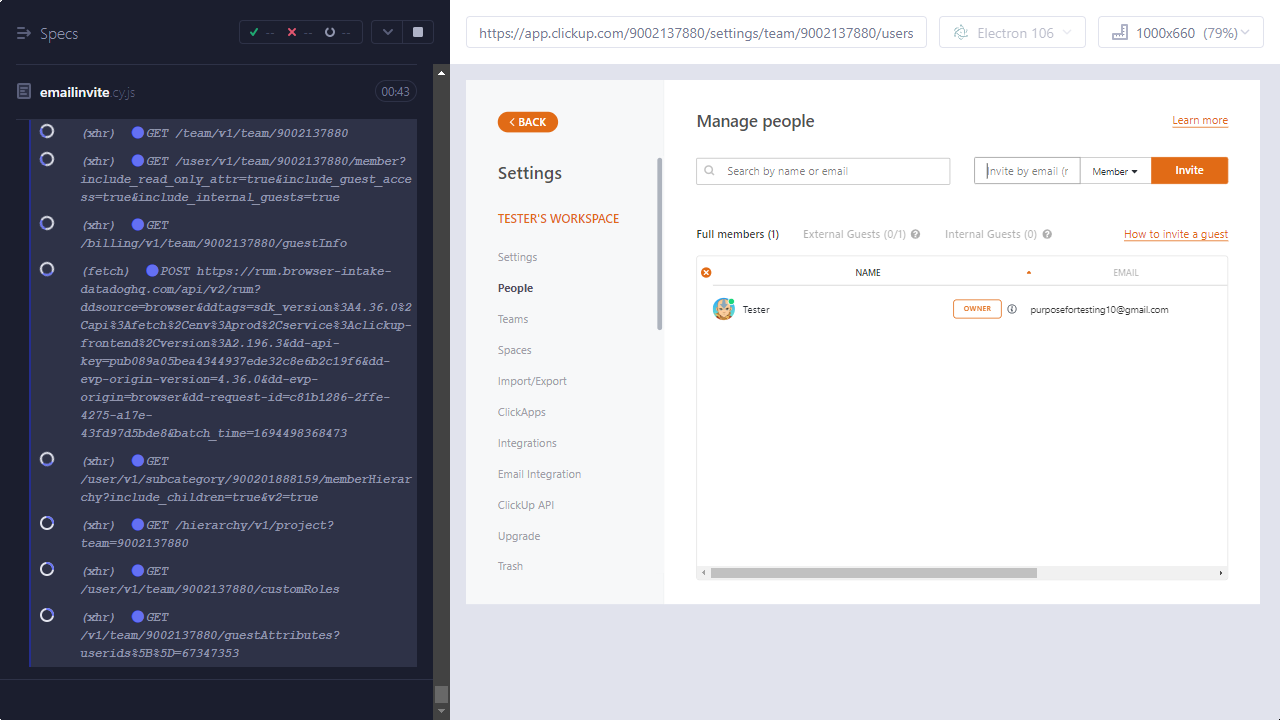 Specs
-- -- --
emailinvite.cy.js 00:43
(xhr) GET /team/v1/team/9002137880
(xhr) GET /user/v1/team/9002137880/member?
include_read_only_attr=true&include_guest_acce
ss=true&include_internal_guests=true
(xhr) GET
/billing/v1/team/9002137880/guestInfo
(fetch) POST https://rum.browser-intake-
datadoghq.com/api/v2/rum?
ddsource=browser&ddtags=sdk_version%3A4.36.0%2
Capi%3Afetch%2Cenv%3Aprod%2Cservice%3Aclickup-
frontend%2Cversion%3A2.196.3&dd-api-
key=pub089a05bea4344937ede32c8e6b2c19f6&dd-
evp-origin-version=4.36.0&dd-evp-
origin=browser&dd-request-id=c81b1286-2ffe-
4275-a17e-
43fd97d5bde8&batch_time=1694498368473
(xhr) GET
/user/v1/subcategory/900201888159/memberHierar
chy?include_children=true&v2=true
(xhr) GET /hierarchy/v1/project?
team=9002137880
(xhr) GET
/user/v1/team/9002137880/customRoles
(xhr) GET
/v1/team/9002137880/guestAttributes?
userids%5B%5D=67347353
https://app.clickup.com/9002137880/settings/team/9002137880/users
Electron 106
1000x660 (79%)
BACK
Settings
TESTER'S WORKSPACE
Settings
People
Teams
Spaces
Import/Export
ClickApps
Integrations
Email Integration
ClickUp API
Upgrade
Trash
Manage people
Learn more
Search by name or email
Invite by email (r
Member
Invite
Full members (1)
External Guests (0/1)
Internal Guests (0)
How to invite a guest
NAME EMAIL
Tester OWNER purposefortesting10@gmail.com